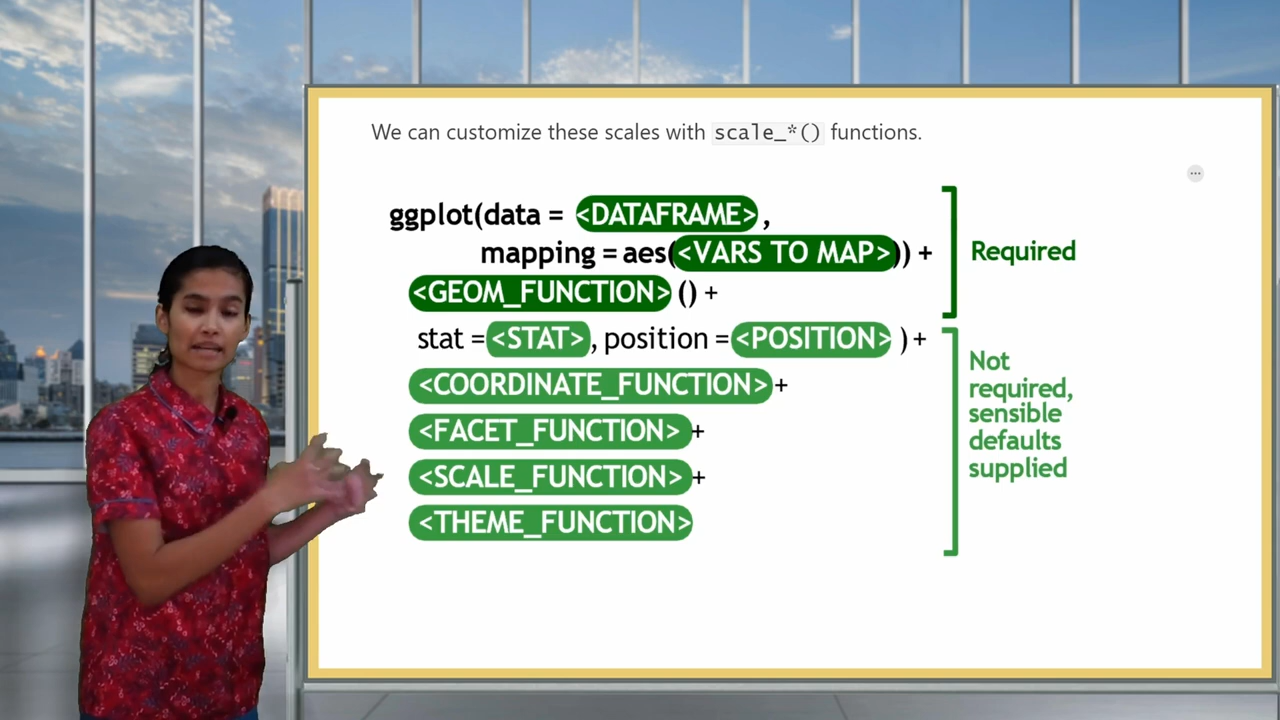 We can customize these scales with scale_*() functions.
ggplot(data = <DATAFRAME>,
mapping = aes(<VARS TO MAP>)) +
<GEOM_FUNCTION> () +
Required
stat = <STAT>, position = <POSITION> ) +
<COORDINATE_FUNCTION> +
<FACET_FUNCTION> +
<SCALE_FUNCTION> +
<THEME_FUNCTION>
Not
required,
sensible
defaults
supplied